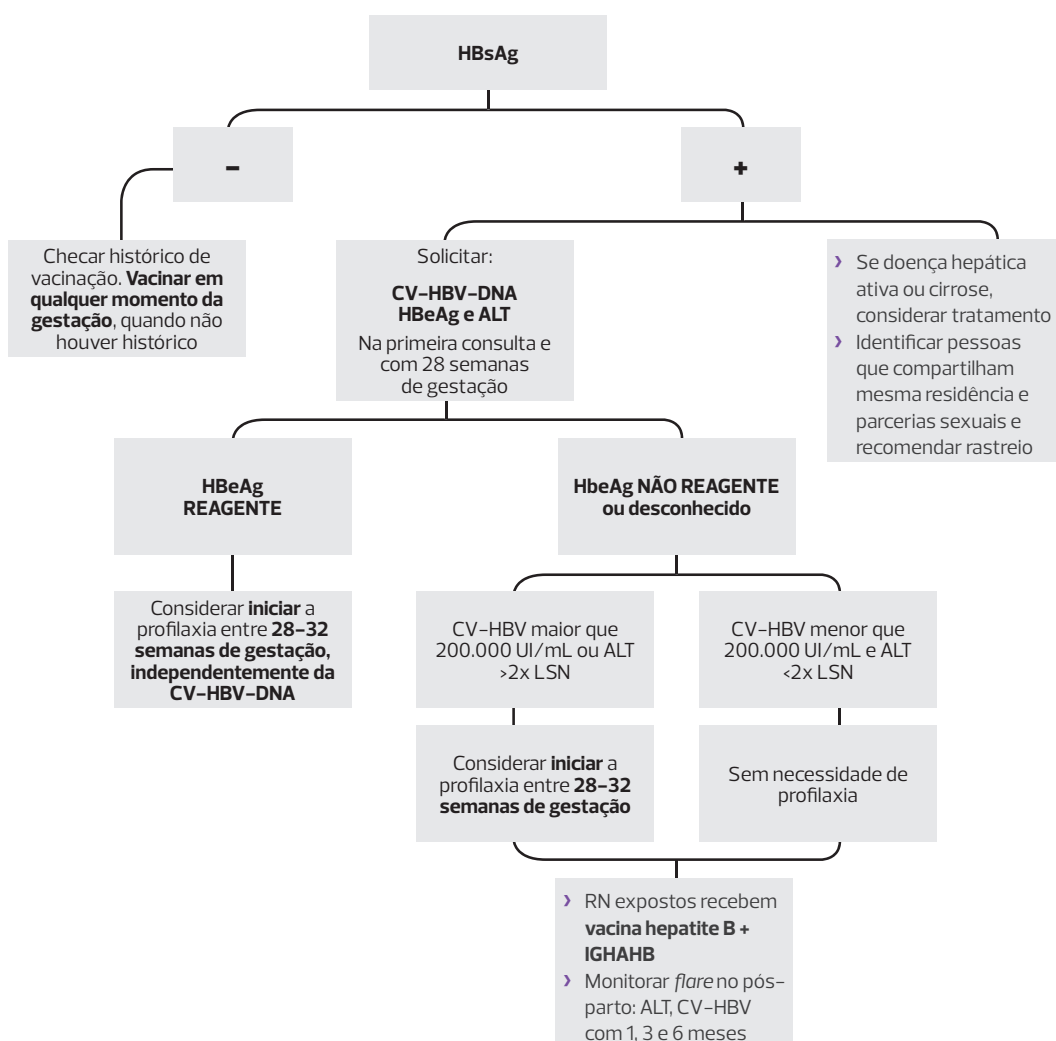 HBsAg
–
+
Checar histórico de
vacinação. Vacinar em
qualquer momento da
gestação, quando não
houver histórico
Solicitar:
CV-HBV-DNA
HBeAg e ALT
Na primeira consulta e
com 28 semanas
de gestação
› Se doença hepática
ativa ou cirrose,
considerar tratamento
› Identificar pessoas
que compartilham
mesma residência e
parcerias sexuais e
recomendar rastreio
HBeAg
REAGENTE
HbeAg NÃO REAGENTE
ou desconhecido
Considerar iniciar a
profilaxia entre 28–32
semanas de gestação,
independentemente da
CV-HBV-DNA
CV-HBV maior que
200.000 UI/mL ou ALT
>2x LSN
CV-HBV menor que
200.000 UI/mL e ALT
<2x LSN
Considerar iniciar a
profilaxia entre 28–32
semanas de gestação
Sem necessidade de
profilaxia
› RN expostos recebem
vacina hepatite B +
IGHAHB
› Monitorar flare no pós-
parto: ALT, CV-HBV
com 1, 3 e 6 meses